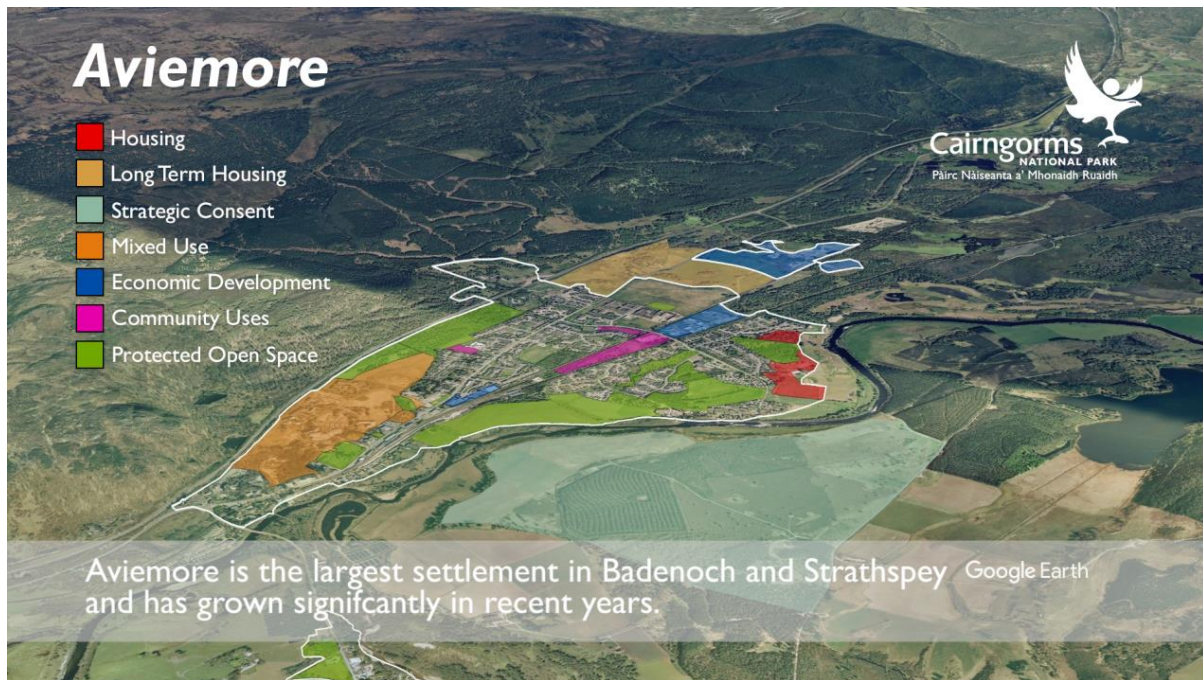 Aviemore
Housing
Long Term Housing
Strategic Consent
Mixed Use
Economic Development
Community Uses
Protected Open Space
Cairngorms
NATIONAL PARK
Pàirc Nàiseanta a' Mhonaidh Ruaidh
Aviemore is the largest settlement in Badenoch and Strathspey
and has grown signifcantly in recent years.
Google Earth